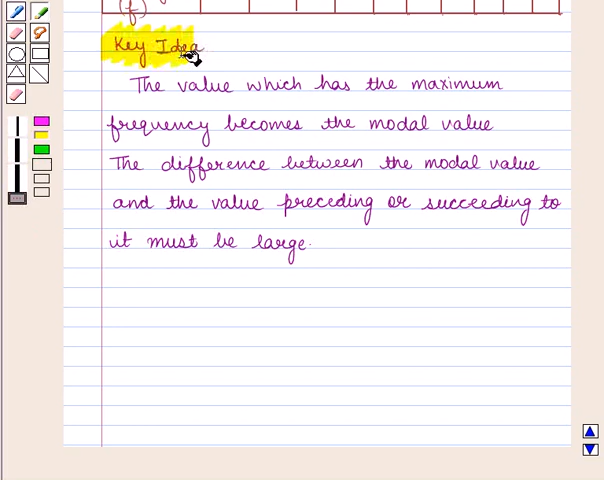 (f)
Key Idea
The value which has the maximum
frequency becomes the modal value
The difference between the modal value
and the value preceding or succeeding to
it must be large.